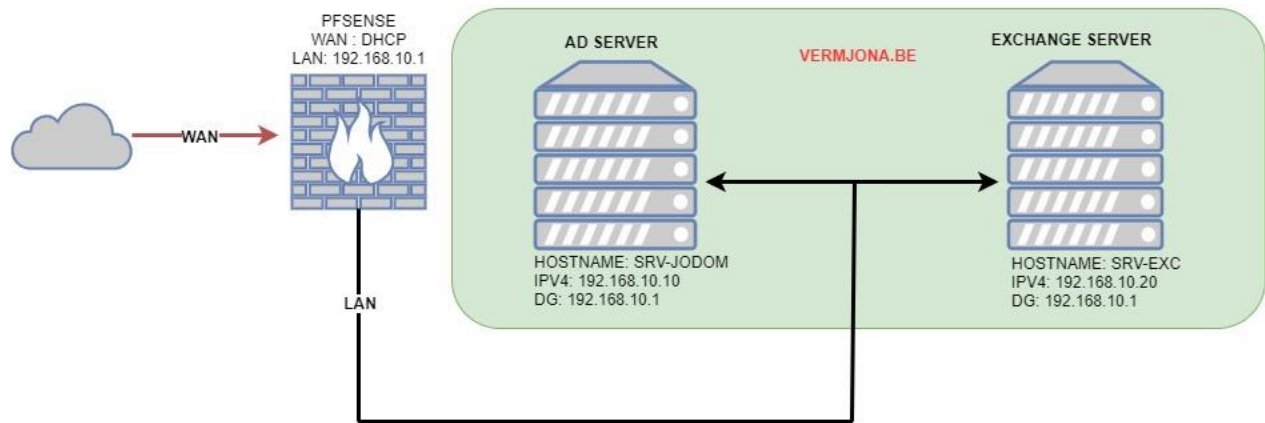 PFSENSE
WAN : DHCP
LAN: 192.168.10.1
WAN
LAN
VERMJONA.BE
AD SERVER
HOSTNAME: SRV-JODOM
IPV4: 192.168.10.10
DG: 192.168.10.1
EXCHANGE SERVER
HOSTNAME: SRV-EXC
IPV4: 192.168.10.20
DG: 192.168.10.1